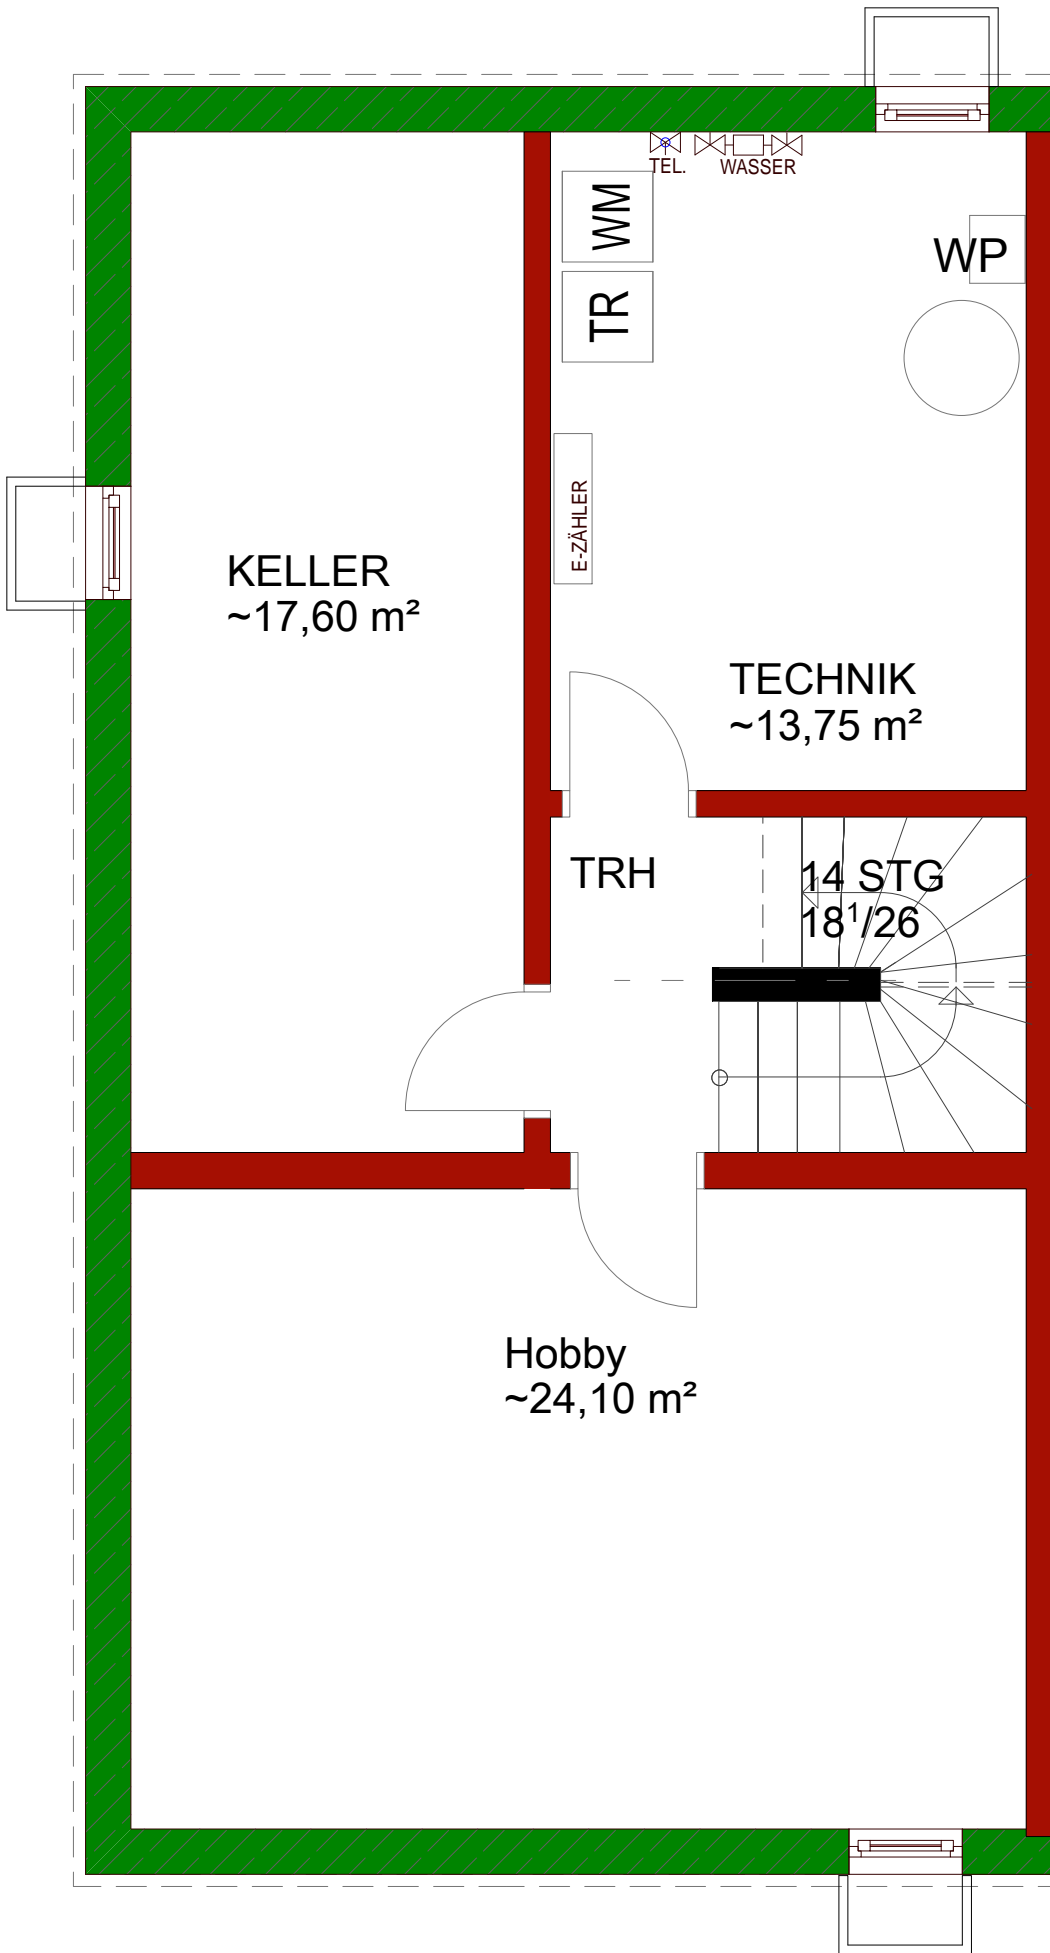 TEL.
WASSER
WM
WP
TR
E-ZÄHLER
KELLER
~17,60 m²
TECHNIK
~13,75 m²
TRH
14 STG
18¹/26
Hobby
~24,10 m²